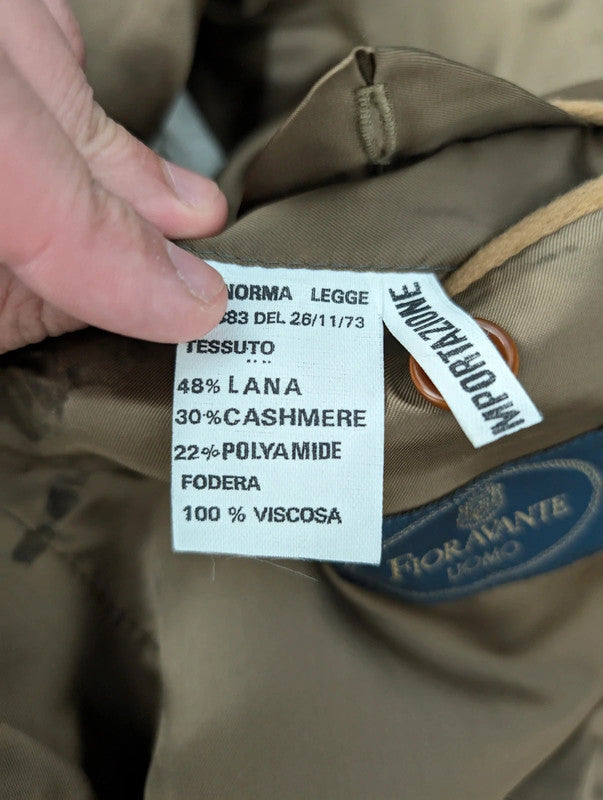 NORMA LEGGE
883 DEL 26/11/73
TESSUTO
48% LANA
30% CASHMERE
22% POLYAMIDE
FODERA
100 % VISCOSA
IMPORTAZIONE
FIORAVANTE
UOMO